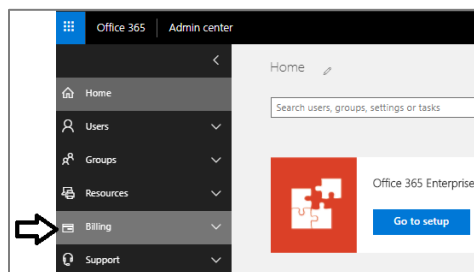 Office 365 Admin center
Home
Users
Groups
Resources
Billing
Support
Home
Search users, groups, settings or tasks
Office 365 Enterprise
Go to setup